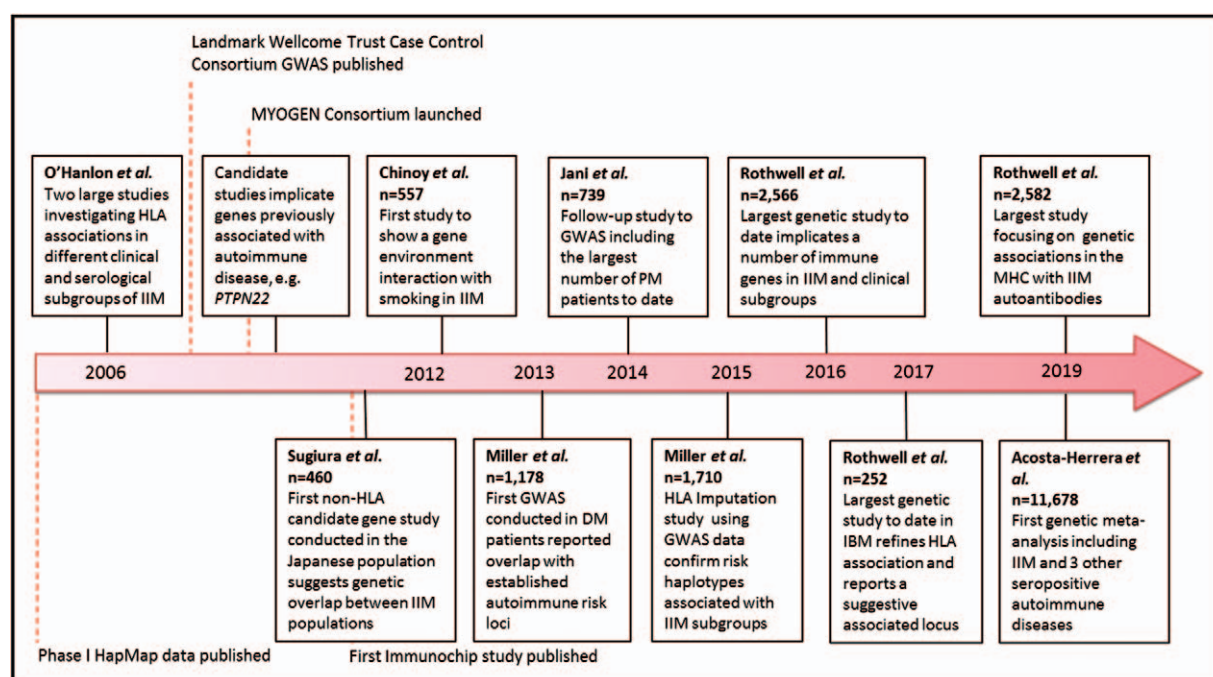 Landmark Wellcome Trust Case Control
Consortium GWAS published
MYOGEN Consortium launched
O'Hanlon et al.
Two large studies
investigating HLA
associations in
different clinical
and serological
subgroups of IIM
Candidate
studies implicate
genes previously
associated with
autoimmune
disease, e.g.
PTPN22
Chinoy et al.
n=557
First study to
show a gene
environment
interaction with
smoking in IIM
Jani et al.
n=739
Follow-up study to
GWAS including
the largest
number of PM
patients to date
Rothwell et al.
n=2,566
Largest genetic study to
date implicates a
number of immune
genes in IIM and clinical
subgroups
Rothwell et al.
n=2,582
Largest study
focusing on genetic
associations in the
MHC with IIM
autoantibodies
2006
2012
2013
2014
2015
2016
2017
2019
Sugiura et al.
n=460
First non-HLA
candidate gene study
conducted in the
Japanese population
suggests genetic
overlap between IIM
populations
Miller et al.
n=1,178
First GWAS
conducted in DM
patients reported
overlap with
established
autoimmune risk
loci
Miller et al.
n=1,710
HLA Imputation
study using
GWAS data
confirm risk
haplotypes
associated with
IIM subgroups
Rothwell et al.
n=252
Largest genetic
study to date in
IBM refines HLA
association and
reports a
suggestive
associated locus
Acosta-Herrera et
al.
n=11,678
First genetic meta-
analysis including
IIM and 3 other
seropositive
autoimmune
diseases
Phase I HapMap data published
First Immunochip study published